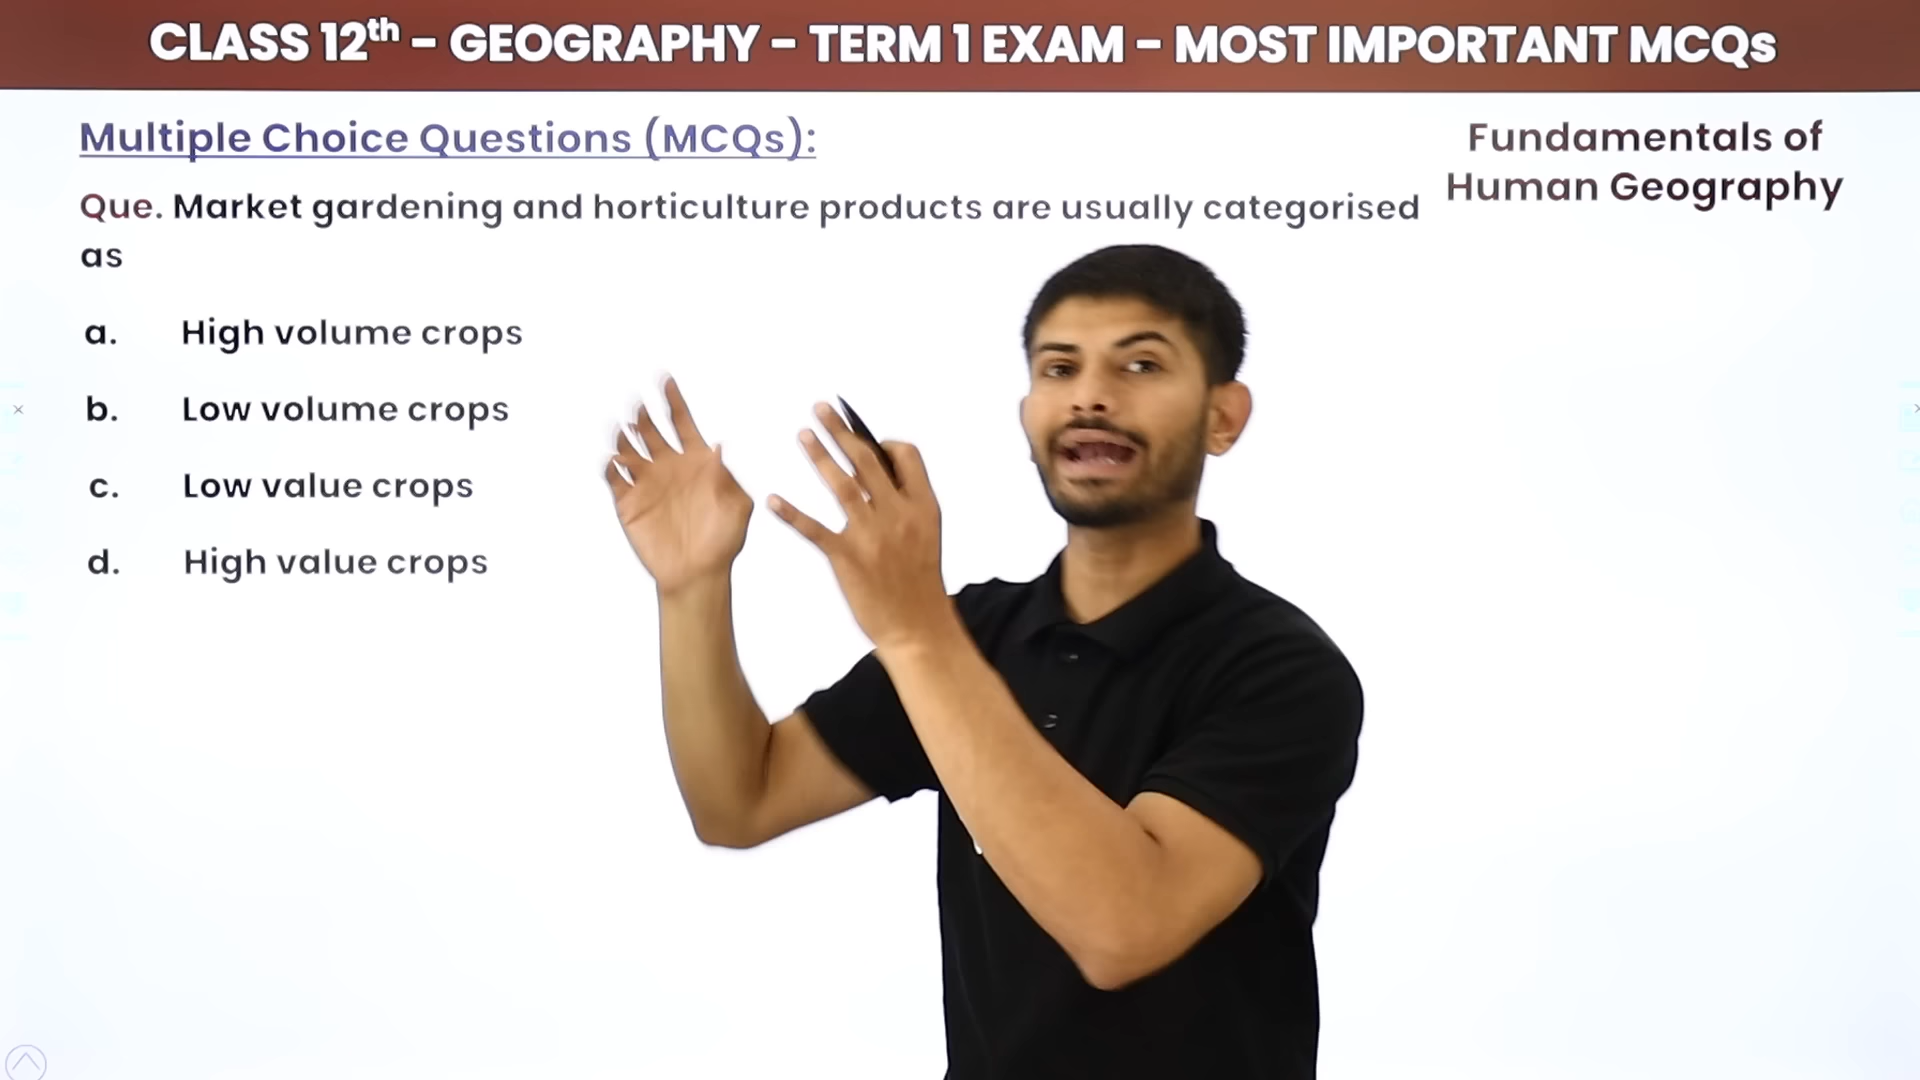 CLASS 12th - GEOGRAPHY - TERM 1 EXAM - MOST IMPORTANT MCQs
Multiple Choice Questions (MCQs):
Fundamentals of
Human Geography
Que. Market gardening and horticulture products are usually categorised
as
a. High volume crops
b. Low volume crops
c. Low value crops
d. High value crops